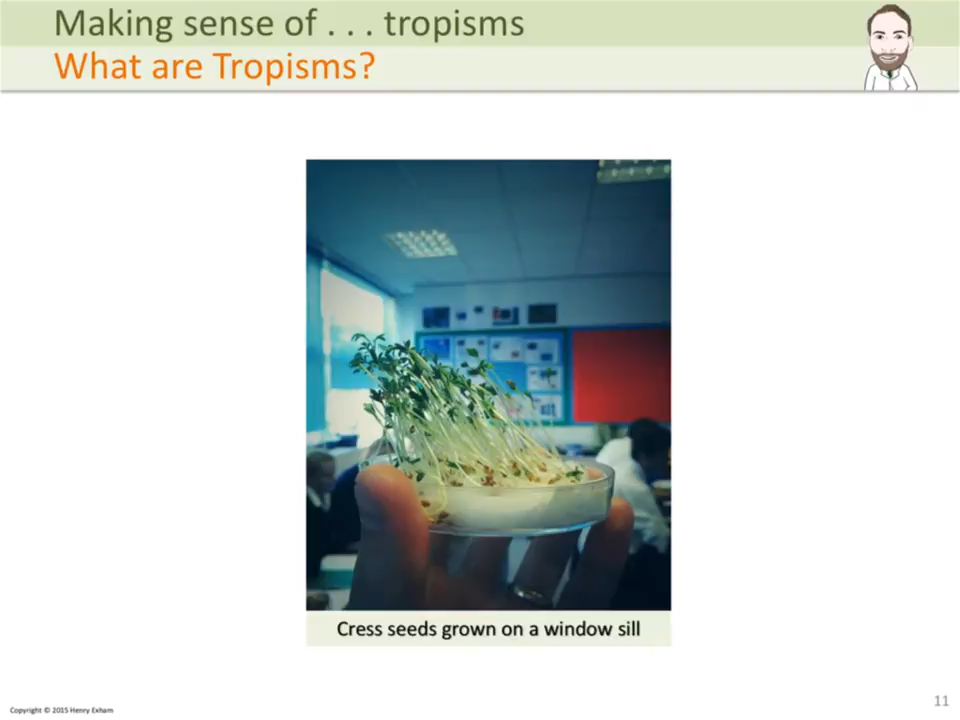 Making sense of . . . tropisms
What are Tropisms?
Cress seeds grown on a window sill
Copyright © 2015 Henry Exham
11